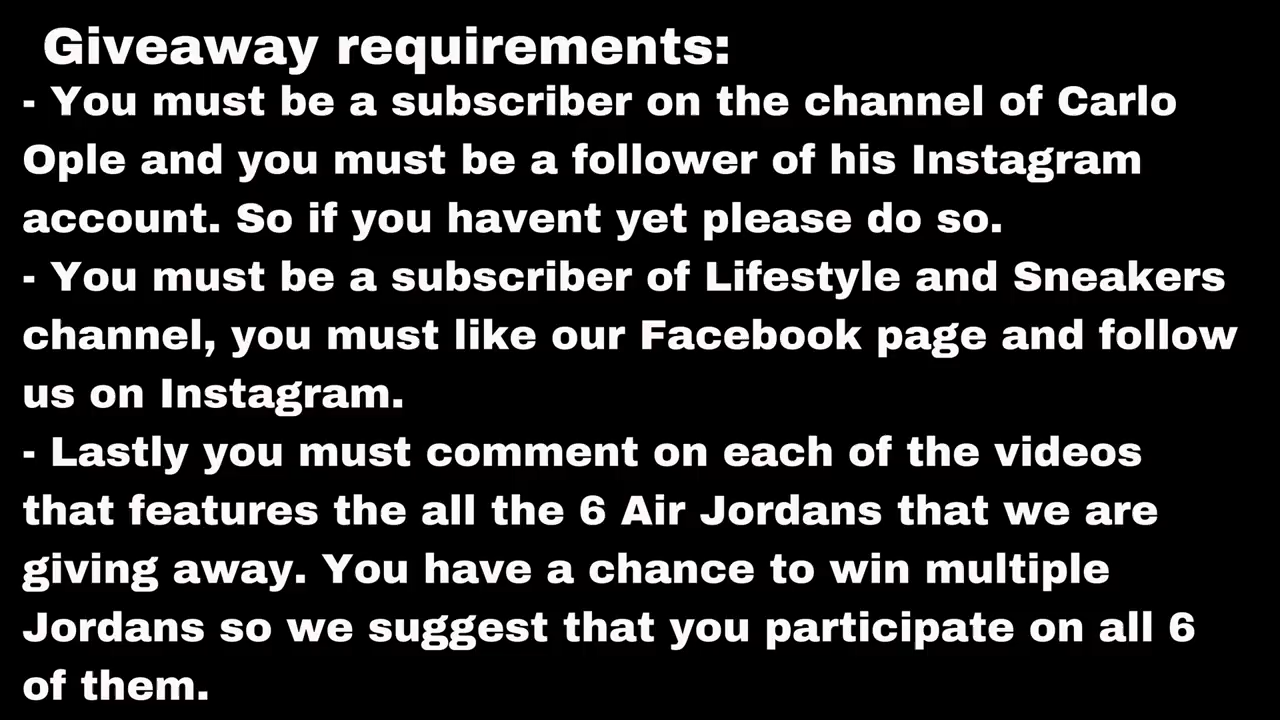 Giveaway requirements:
- You must be a subscriber on the channel of Carlo
Ople and you must be a follower of his Instagram
account. So if you havent yet please do so.
- You must be a subscriber of Lifestyle and Sneakers
channel, you must like our Facebook page and follow
us on Instagram.
- Lastly you must comment on each of the videos
that features the all the 6 Air Jordans that we are
giving away. You have a chance to win multiple
Jordans so we suggest that you participate on all 6
of them.